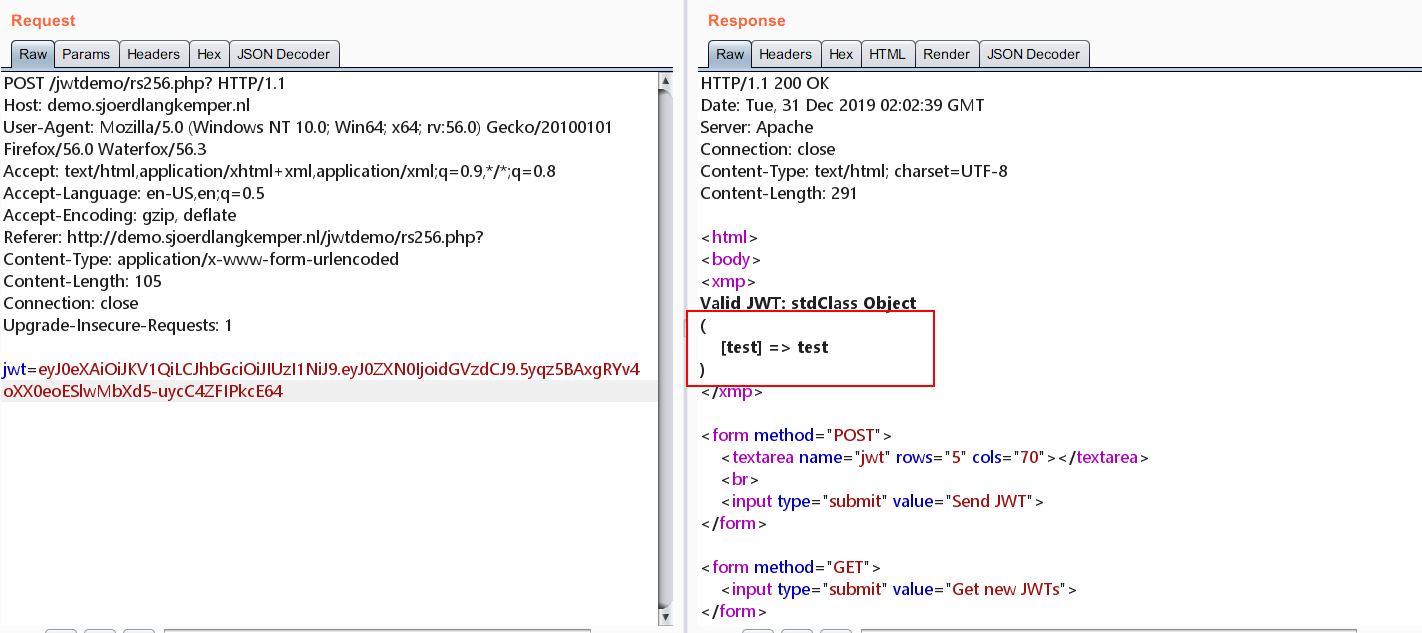 Request
Raw Params Headers Hex JSON Decoder
POST /jwtdemo/rs256.php? HTTP/1.1
Host: demo.sjoerdlangkemper.nl
User-Agent: Mozilla/5.0 (Windows NT 10.0; Win64; x64; rv:56.0) Gecko/20100101
Firefox/56.0 Waterfox/56.3
Accept: text/html,application/xhtml+xml,application/xml;q=0.9,*/*;q=0.8
Accept-Language: en-US,en;q=0.5
Accept-Encoding: gzip, deflate
Referer: http://demo.sjoerdlangkemper.nl/jwtdemo/rs256.php?
Content-Type: application/x-www-form-urlencoded
Content-Length: 105
Connection: close
Upgrade-Insecure-Requests: 1
jwt=eyJ0eXAiOiJKV1QiLCJhbGciOiJIUzI1NiJ9.eyJ0ZXN0IjoidGVzdCJ9.5yqz5BAxgRYv4
oXX0eoESlwMbXd5-uycC4ZFIPkcE64
Response
Raw Headers Hex HTML Render JSON Decoder
HTTP/1.1 200 OK
Date: Tue, 31 Dec 2019 02:02:39 GMT
Server: Apache
Connection: close
Content-Type: text/html; charset=UTF-8
Content-Length: 291
<html>
<body>
<xmp>
Valid JWT: stdClass Object
(
[test] => test
)
</xmp>
<form method="POST">
<textarea name="jwt" rows="5" cols="70"></textarea>
<br>
<input type="submit" value="Send JWT">
</form>
<form method="GET">
<input type="submit" value="Get new JWTs">
</form>